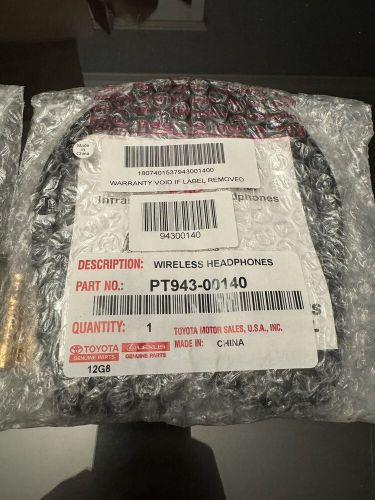 Made
in
China
1807401537943001400
WARRANTY VOID IF LABEL REMOVED
Infra
phones
94300140
DESCRIPTION: WIRELESS HEADPHONES
PART NO.: PT943-00140
QUANTITY: 1 TOYOTA MOTOR SALES, U.S.A., INC.
TOYOTA LEXUS MADE IN: CHINA
GENUINE PARTS GENUINE PARTS
12G8